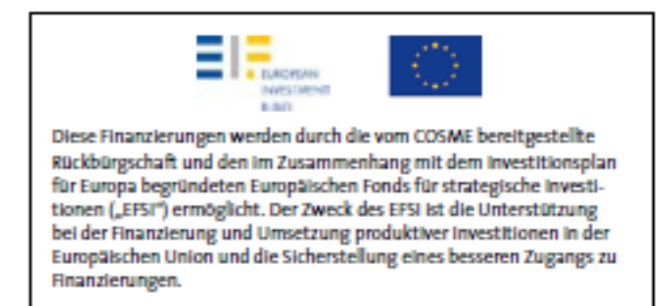 EUROPEAN
INVESTMENT
FUND
Diese Finanzierungen werden durch die vom COSME bereitgestellte
Rückbürgschaft und den im Zusammenhang mit dem Investitionsplan
für Europa begründeten Europäischen Fonds für strategische Investi-
tionen („EFSI“) ermöglicht. Der Zweck des EFSI ist die Unterstützung
bei der Finanzierung und Umsetzung produktiver Investitionen in der
Europäischen Union und die Sicherstellung eines besseren Zugangs zu
Finanzierungen.